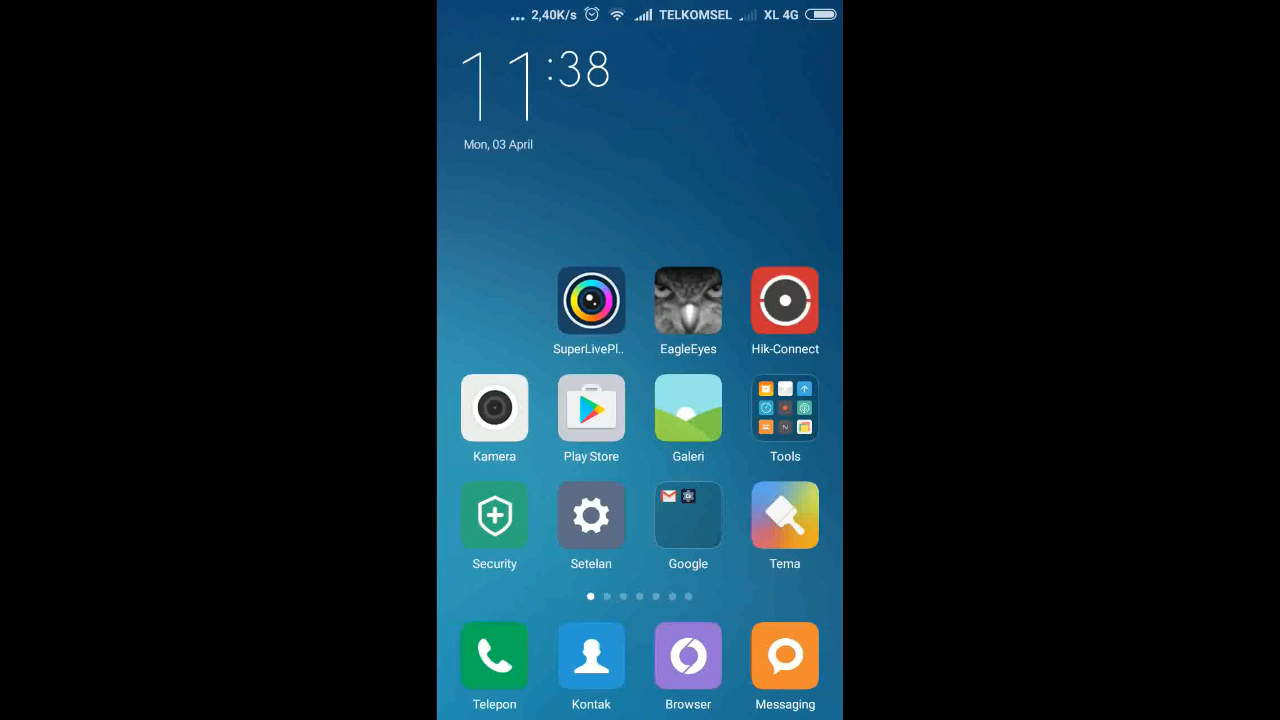 ... 2,40K/s TELKOMSEL XL 4G
11:38
Mon, 03 April
SuperLivePl.. EagleEyes Hik-Connect
Kamera Play Store Galeri Tools
Security Setelan Google Tema
Telepon Kontak Browser Messaging